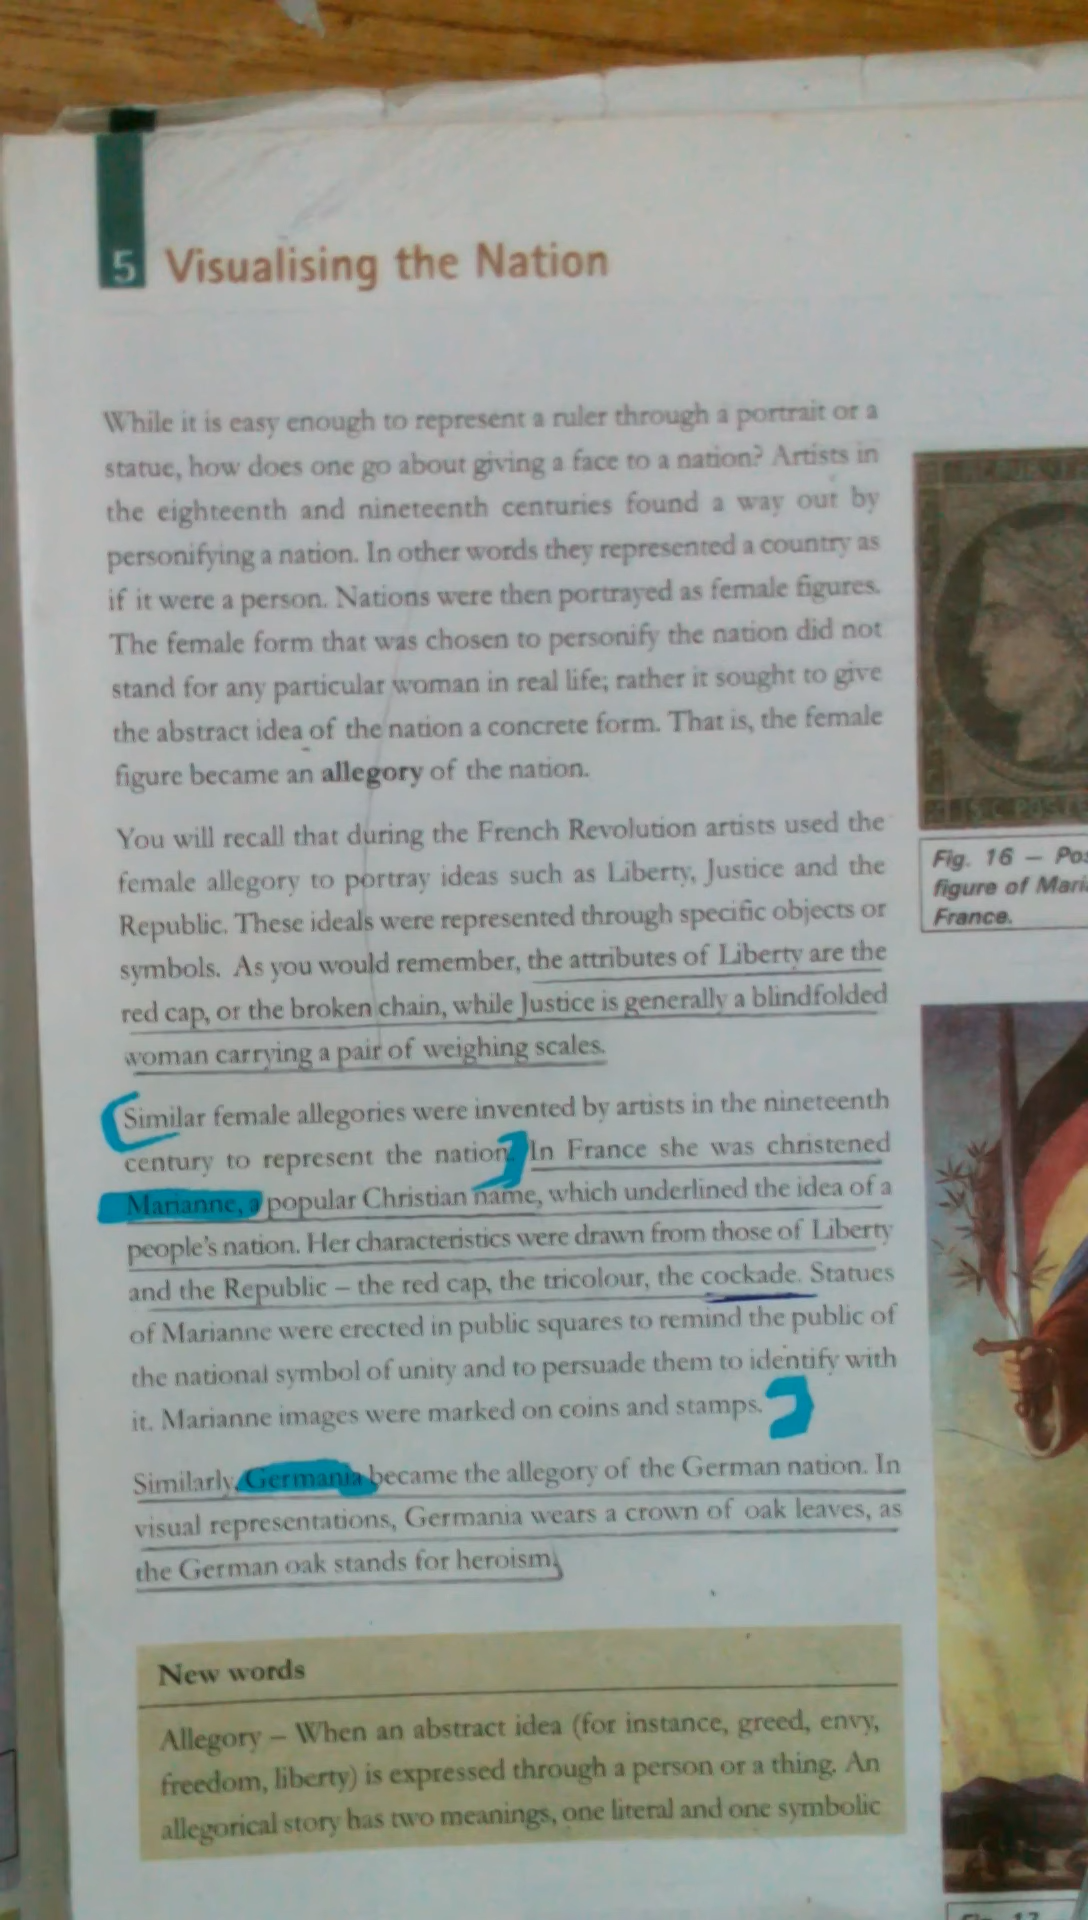 5 Visualising the Nation
While it is easy enough to represent a ruler through a portrait or a
statue, how does one go about giving a face to a nation? Artists in
the eighteenth and nineteenth centuries found a way out by
personifying a nation. In other words they represented a country as
if it were a person. Nations were then portrayed as female figures.
The female form that was chosen to personify the nation did not
stand for any particular woman in real life; rather it sought to give
the abstract idea of the nation a concrete form. That is, the female
figure became an allegory of the nation.
You will recall that during the French Revolution artists used the
female allegory to portray ideas such as Liberty, Justice and the
Republic. These ideals were represented through specific objects or
symbols. As you would remember, the attributes of Liberty are the
red cap, or the broken chain, while Justice is generally a blindfolded
woman carrying a pair of weighing scales.
Similar female allegories were invented by artists in the nineteenth
century to represent the nation. In France she was christened
Marianne, a popular Christian name, which underlined the idea of a
people's nation. Her characteristics were drawn from those of Liberty
and the Republic – the red cap, the tricolour, the cockade. Statues
of Marianne were erected in public squares to remind the public of
the national symbol of unity and to persuade them to identify with
it. Marianne images were marked on coins and stamps.
Similarly, Germania became the allegory of the German nation. In
visual representations, Germania wears a crown of oak leaves, as
the German oak stands for heroism.
New words
Allegory – When an abstract idea (for instance, greed, envy,
freedom, liberty) is expressed through a person or a thing. An
allegorical story has two meanings, one literal and one symbolic
Fig. 16 – Pos
figure of Mari
France.